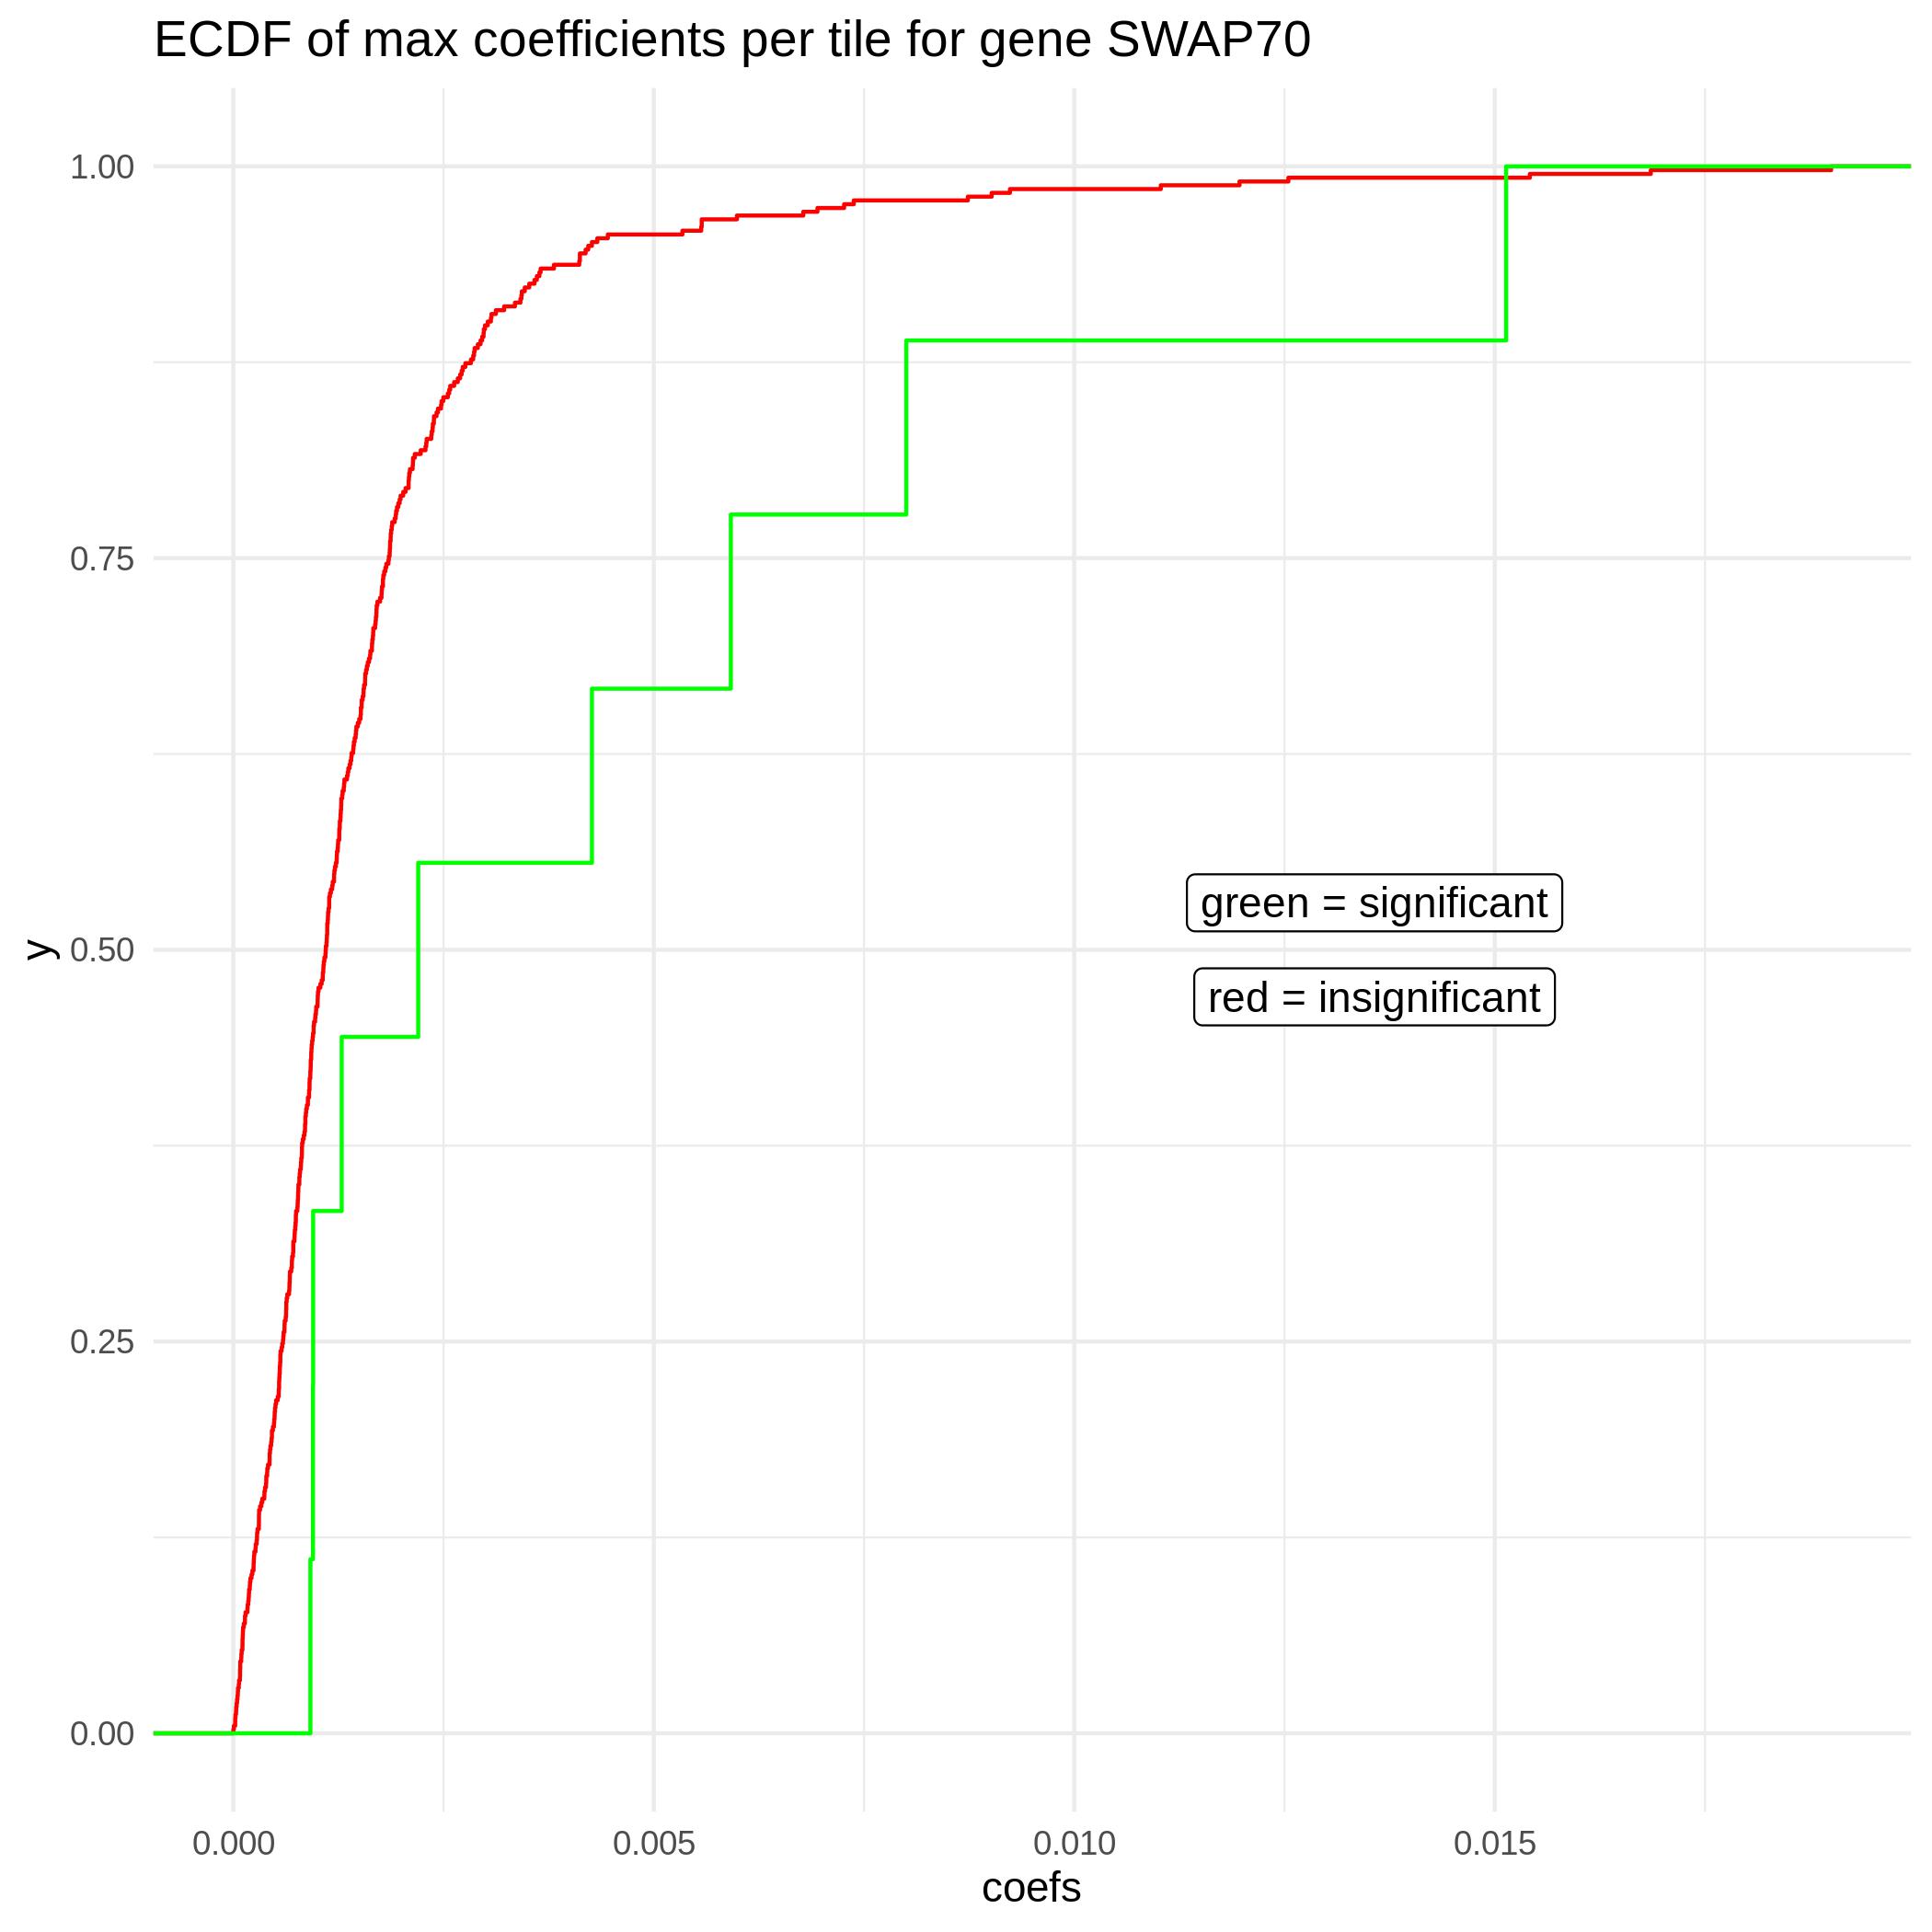 ECDF of max coefficients per tile for gene SWAP70
1.00
0.75
0.50
0.25
0.00
y
green = significant
red = insignificant
0.000
0.005
0.010
0.015
coefs